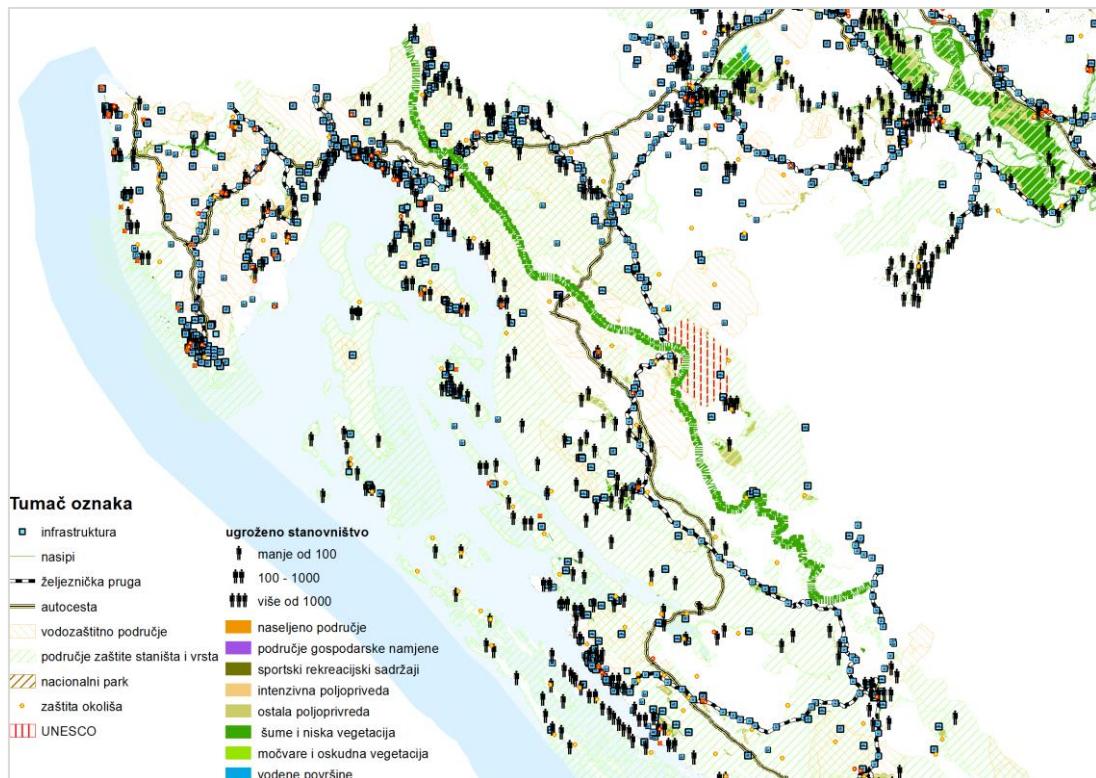 Tumač oznaka
infrastruktura
nasipi
željeznička pruga
autocesta
vodozaštitno područje
područje zaštite staništa i vrsta
nacionalni park
zaštita okoliša
UNESCO
ugroženo stanovništvo
manje od 100
100 - 1000
više od 1000
naseljeno područje
područje gospodarske namjene
sportski rekreacijski sadržaji
intenzivna poljopriveda
ostala poljoprivreda
šume i niska vegetacija
močvare i oskudna vegetacija
vodene površine